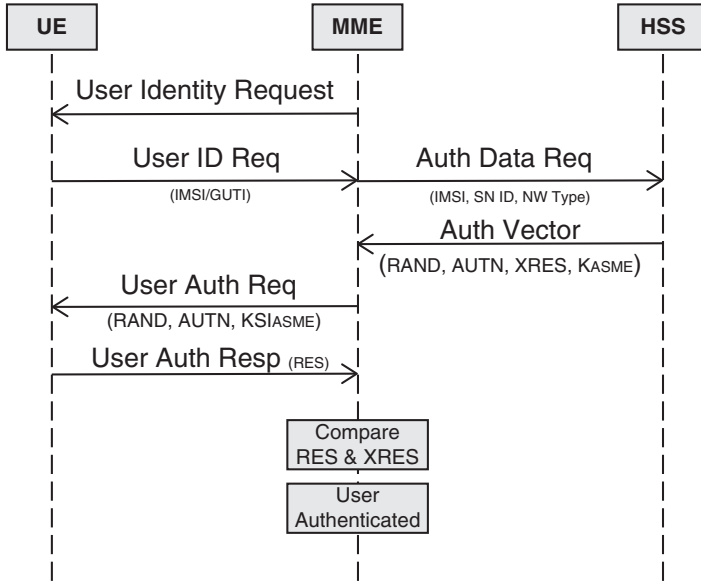 UE
MME
HSS
User Identity Request
User ID Req
(IMSI/GUTI)
Auth Data Req
(IMSI, SN ID, NW Type)
Auth Vector
(RAND, AUTN, XRES, KASME)
User Auth Req
(RAND, AUTN, KSIASME)
User Auth Resp (RES)
Compare
RES & XRES
User
Authenticated